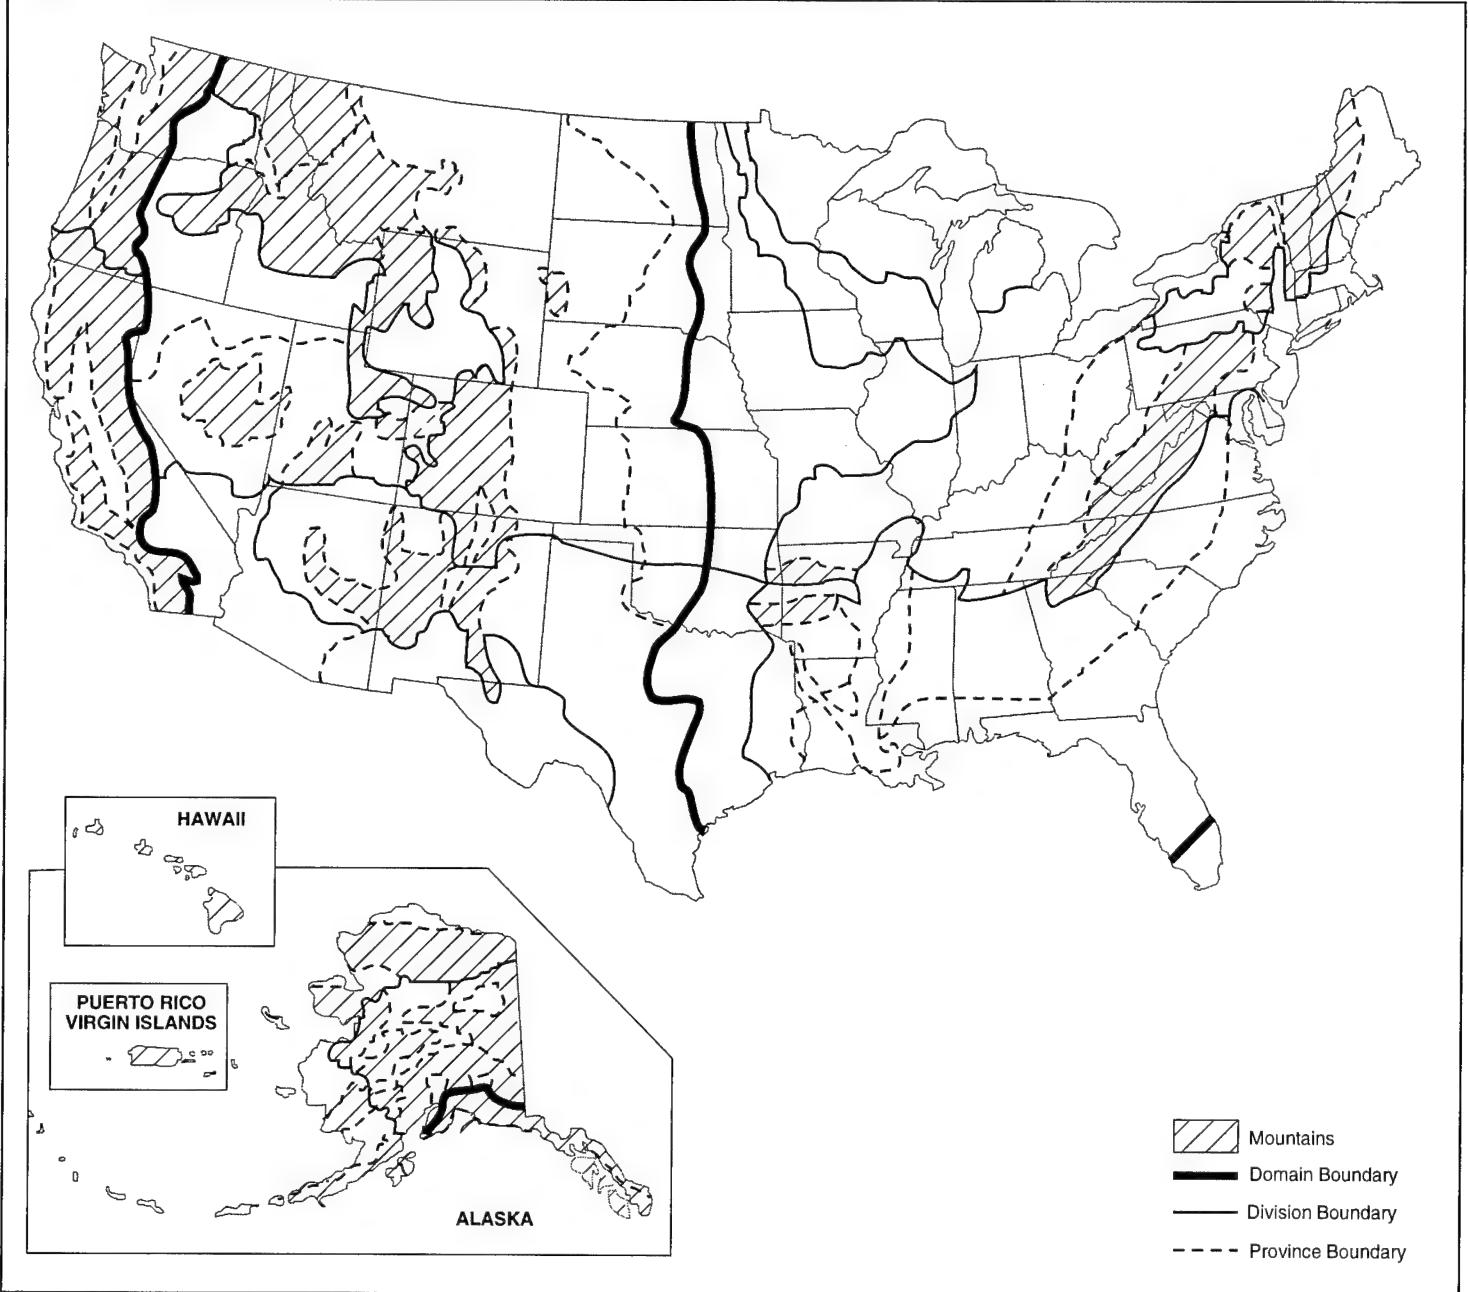 HAWAII
PUERTO RICO
VIRGIN ISLANDS
ALASKA
Mountains
Domain Boundary
Division Boundary
Province Boundary